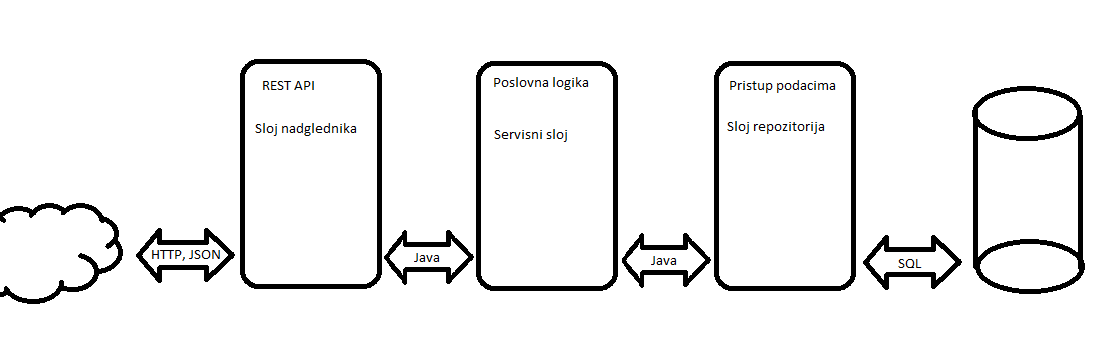 REST API
Sloj nadglednika
Poslovna logika
Servisni sloj
Pristup podacima
Sloj repozitorija
HTTP, JSON
Java
Java
SQL